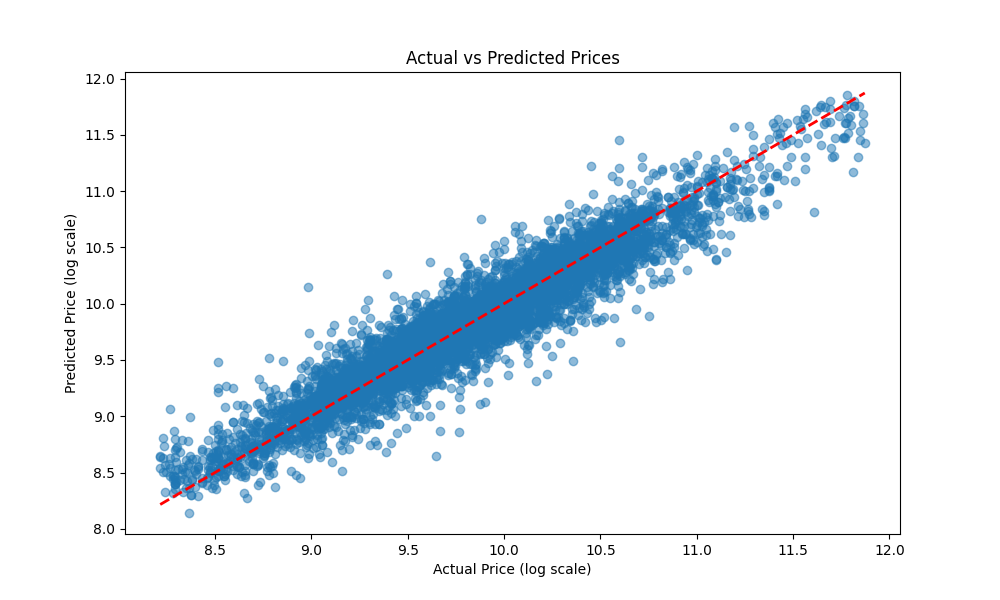 Actual vs Predicted Prices
12.0
11.5
11.0
10.5
10.0
9.5
9.0
8.5
8.0
Predicted Price (log scale)
8.5 9.0 9.5 10.0 10.5 11.0 11.5 12.0
Actual Price (log scale)